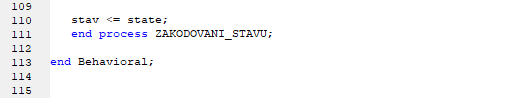 109
110 stav <= state;
111 end process ZAKODOVANI_STAVU;
112
113 end Behavioral;
114
115